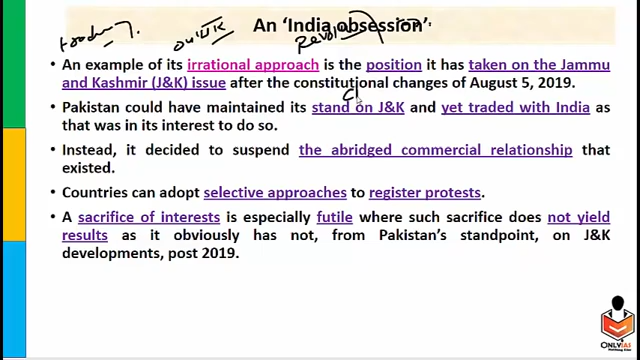 An ‘India obsession’
An example of its irrational approach is the position it has taken on the Jammu
and Kashmir (J&K) issue after the constitutional changes of August 5, 2019.
Pakistan could have maintained its stand on J&K and yet traded with India as
that was in its interest to do so.
Instead, it decided to suspend the abridged commercial relationship that
existed.
Countries can adopt selective approaches to register protests.
A sacrifice of interests is especially futile where such sacrifice does not yield
results as it obviously has not, from Pakistan’s standpoint, on J&K
developments, post 2019.
ONLYIAS